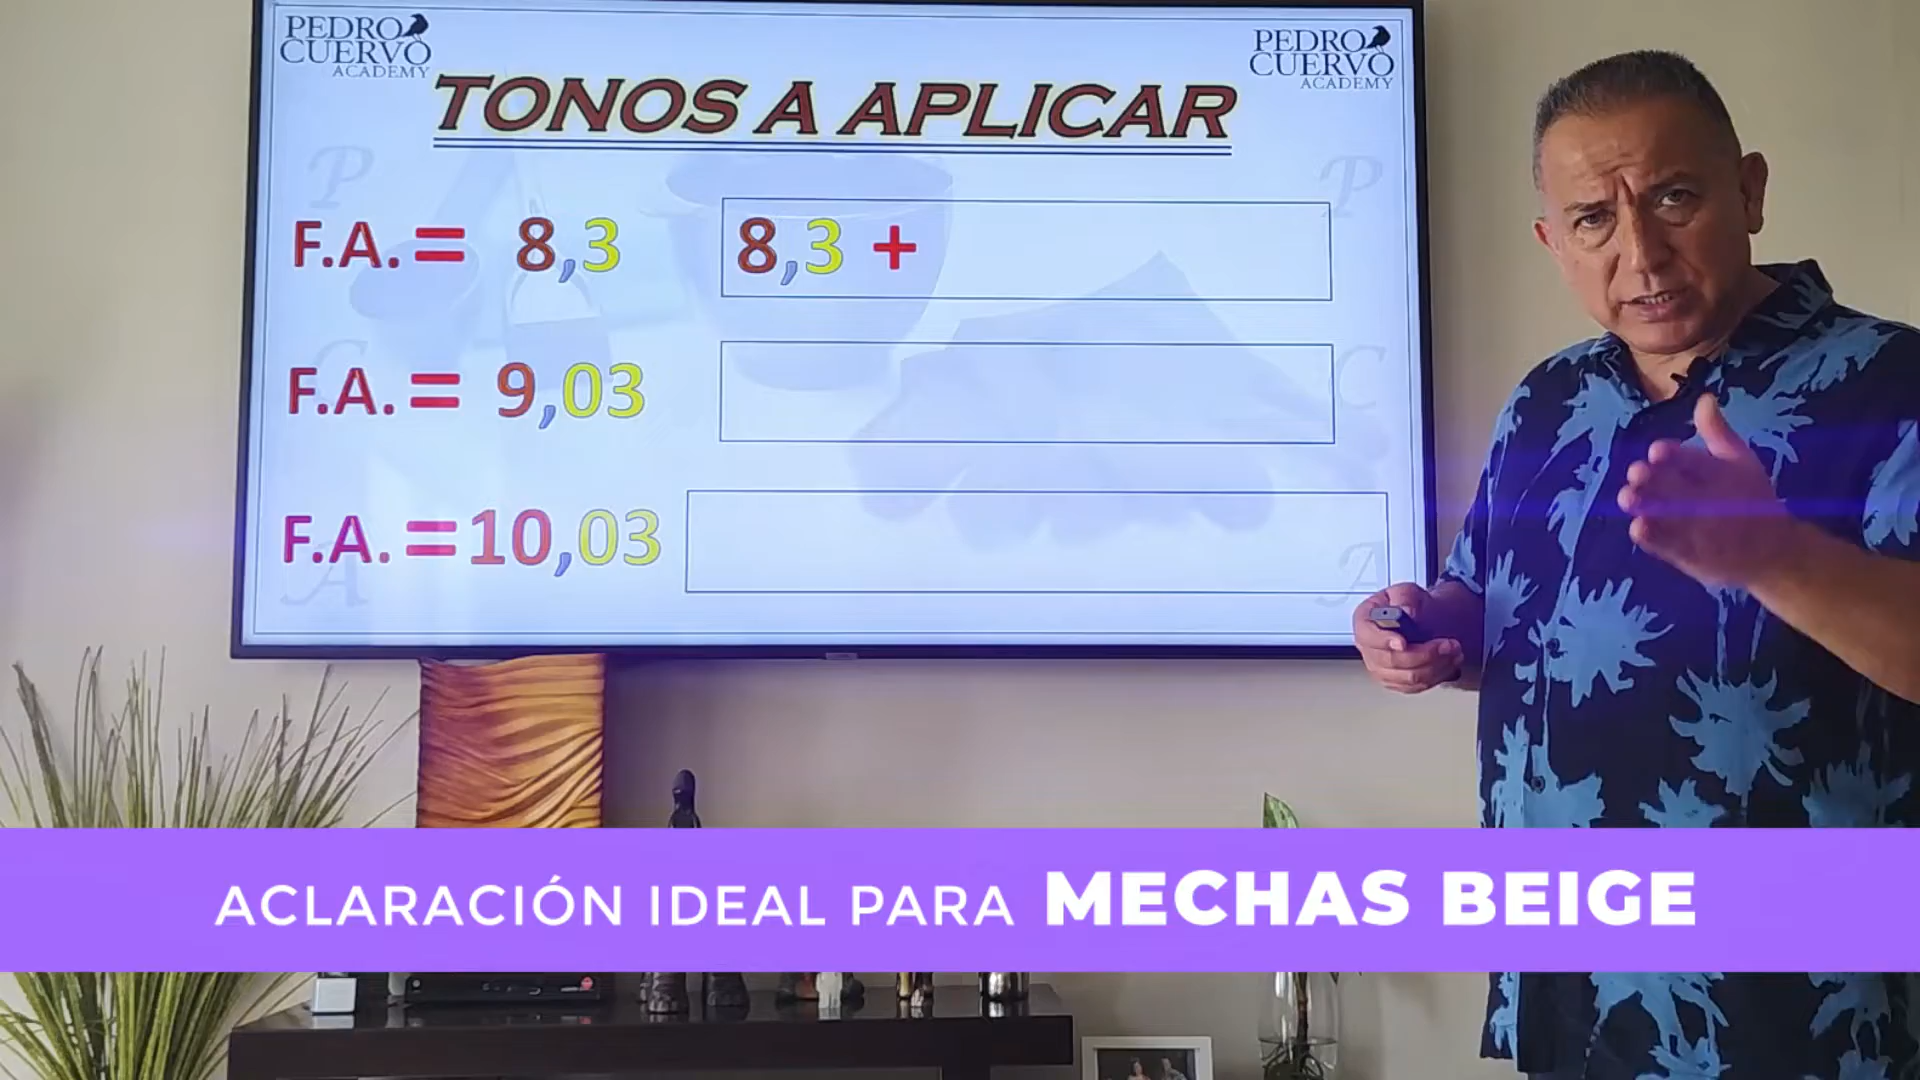 PEDRO
CUERVO
ACADEMY
PEDRO
CUERVO
ACADEMY
TONOS A APLICAR
P
P
F.A. = 8,3
8,3 +
C
C
F.A. = 9,03
F.A. = 10,03
A
A
ACLARACIÓN IDEAL PARA MECHAS BEIGE